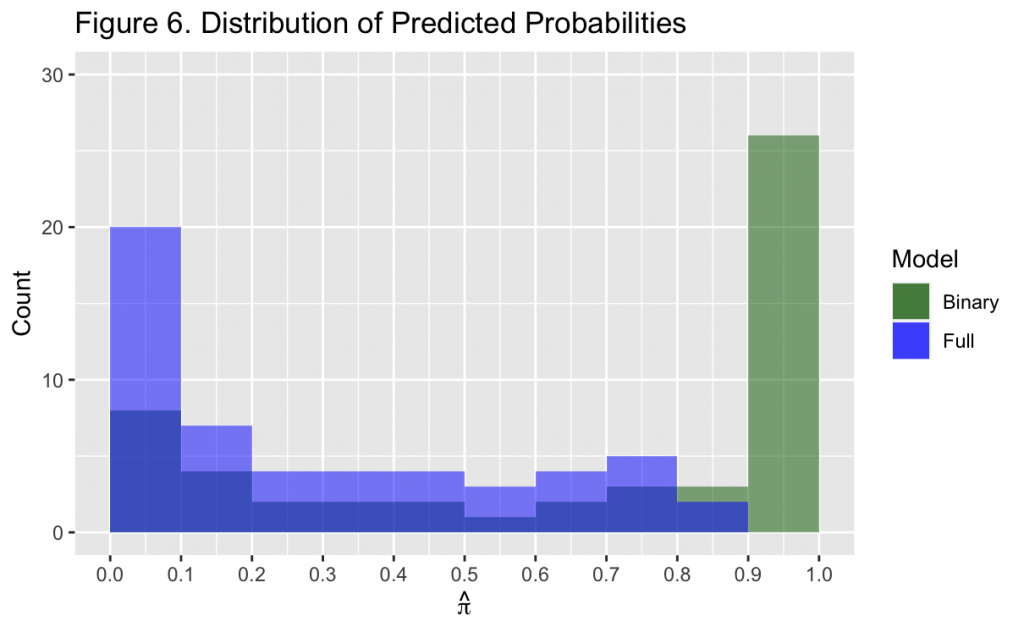 Figure 6. Distribution of Predicted Probabilities
30
20
10
0
Count
0.0 0.1 0.2 0.3 0.4 0.5 0.6 0.7 0.8 0.9 1.0
π̂
Model
Binary
Full